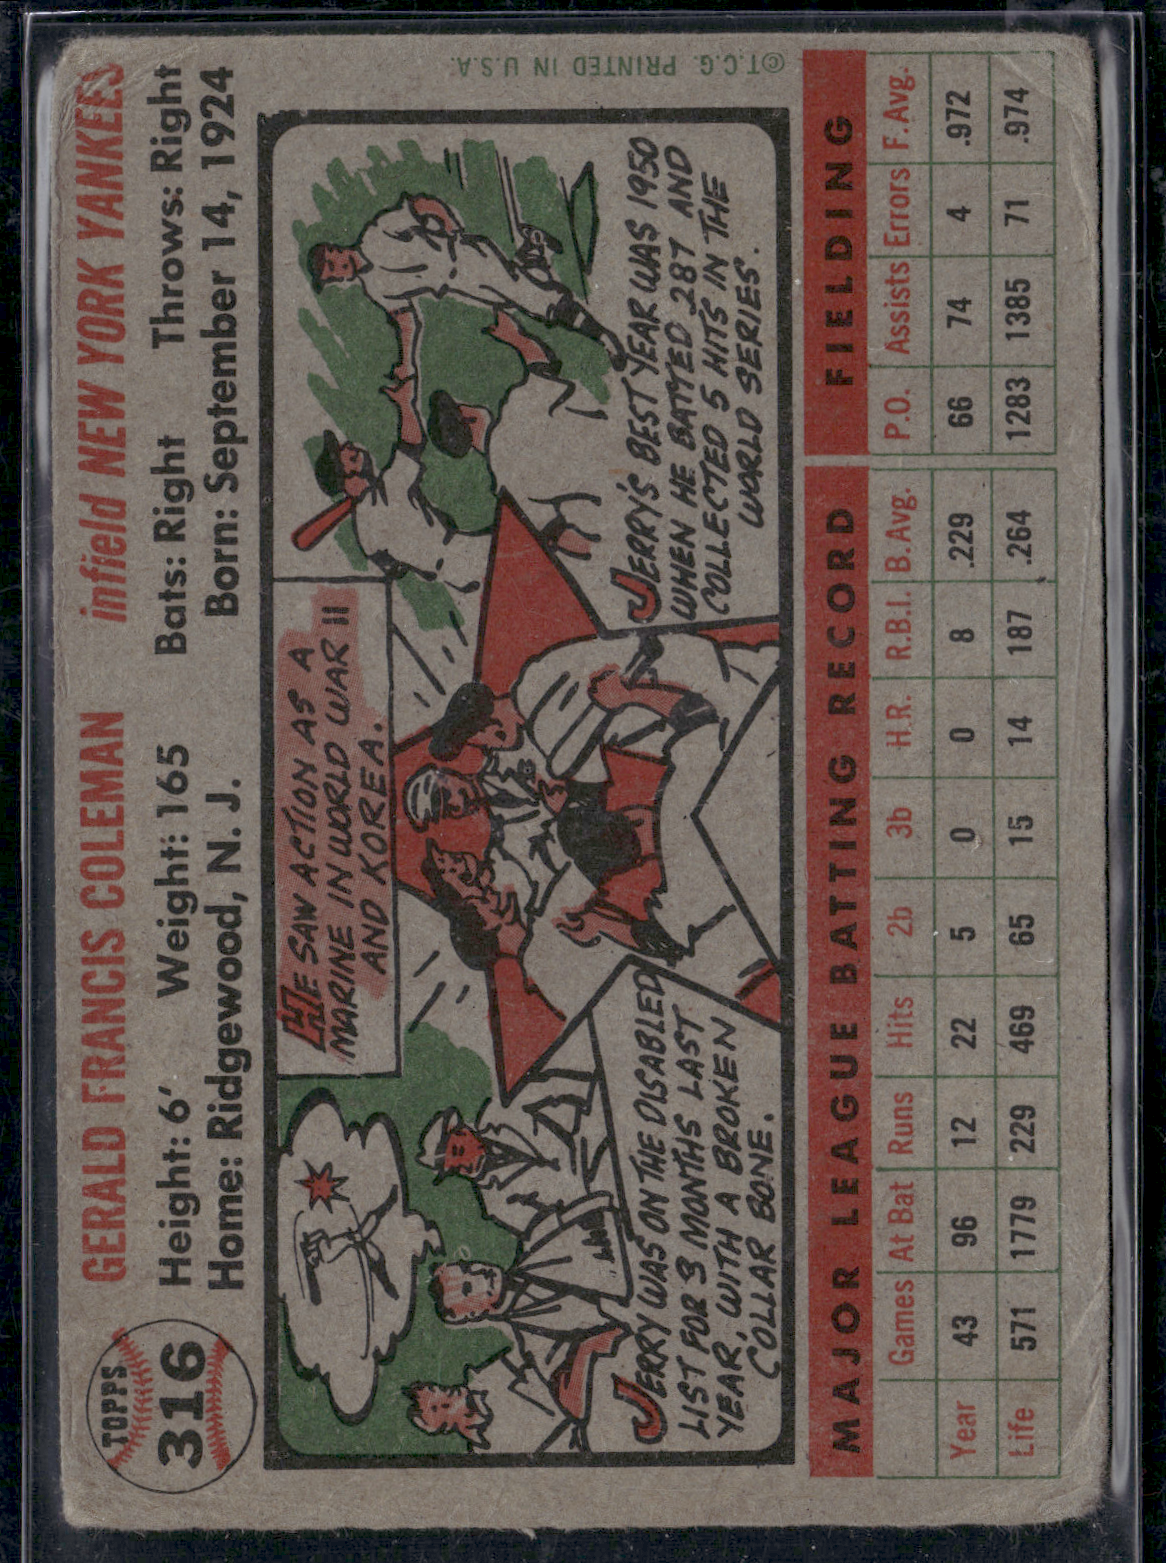 TOPPS
316
GERALD FRANCIS COLEMAN infield NEW YORK YANKEES
Height: 6' Weight: 165 Bats: Right Throws: Right
Home: Ridgewood, N. J. Born: September 14, 1924
HE SAW ACTION AS A
MARINE IN WORLD WAR II
AND KOREA.
JERRY WAS ON THE DISABLED
LIST FOR 3 MONTHS LAST
YEAR, WITH A BROKEN
COLLAR BONE.
JERRY'S BEST YEAR WAS 1950
WHEN HE BATTED .287 AND
COLLECTED 5 HITS IN THE
WORLD SERIES.
©T.C.G. PRINTED IN U.S.A.
MAJOR LEAGUE BATTING RECORD FIELDING
Games At Bat Runs Hits 2b 3b H.R. R.B.I. B.Avg. P.O. Assists Errors F.Avg.
Year 43 96 12 22 5 0 0 8 .229 66 74 4 .972
Life 571 1779 229 469 65 15 14 187 .264 1283 1385 71 .974